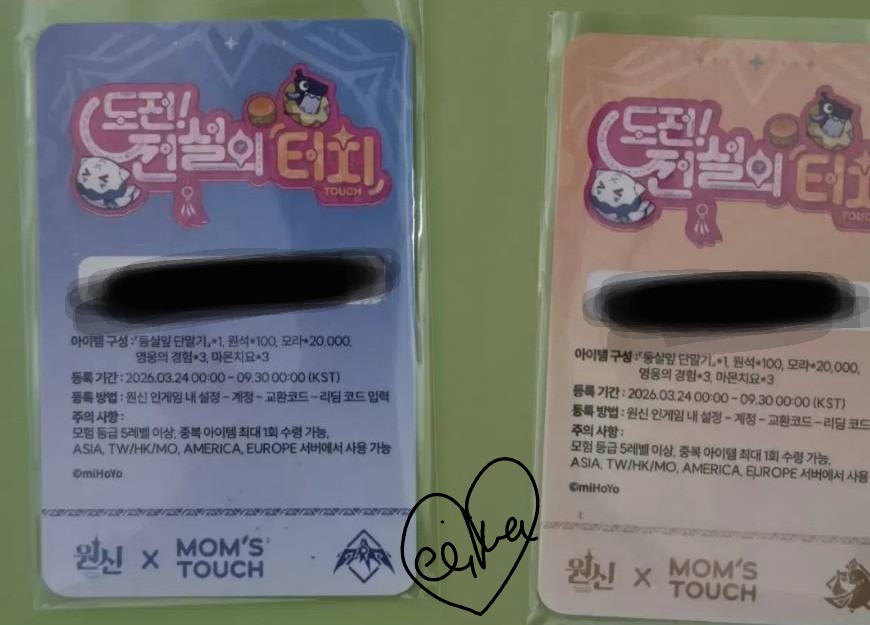 도전!
전설의 터치
TOUCH
아이템 구성 : 「둥실잎 단말기」*1, 원석*100, 모라*20,000,
영웅의 경험*3, 마몬치요*3
등록 기간 : 2026.03.24 00:00 ~ 09.30 00:00 (KST)
등록 방법 : 원신 인게임 내 설정 – 계정 – 교환코드 – 리딤 코드 입력
주의 사항 :
모험 등급 5레벨 이상, 중복 아이템 최대 1회 수령 가능,
ASIA, TW/HK/MO, AMERICA, EUROPE 서버에서 사용 가능
©miHoYo
원신 X MOM'S TOUCH
도전!
전설의 터치
TOUC
아이템 구성 : 「둥실잎 단말기」*1, 원석*100, 모라*20,000,
영웅의 경험*3, 마몬치요*3
등록 기간 : 2026.03.24 00:00 ~ 09.30 00:00 (KST)
등록 방법 : 원신 인게임 내 설정 – 계정 – 교환코드 – 리딤 코드
주의 사항 :
모험 등급 5레벨 이상, 중복 아이템 최대 1회 수령 가능,
ASIA, TW/HK/MO, AMERICA, EUROPE 서버에서 사용
©miHoYo
원신 X MOM'S TOUCH